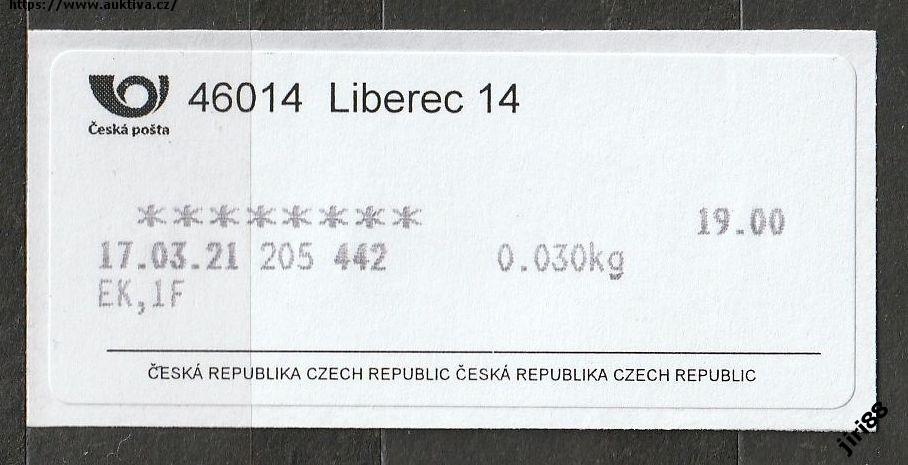 https://www.auktiva.cz/
46014 Liberec 14
Česká pošta
******** 19.00
17.03.21 205 442 0.030kg
EK,1F
ČESKÁ REPUBLIKA CZECH REPUBLIC ČESKÁ REPUBLIKA CZECH REPUBLIC
jiri88